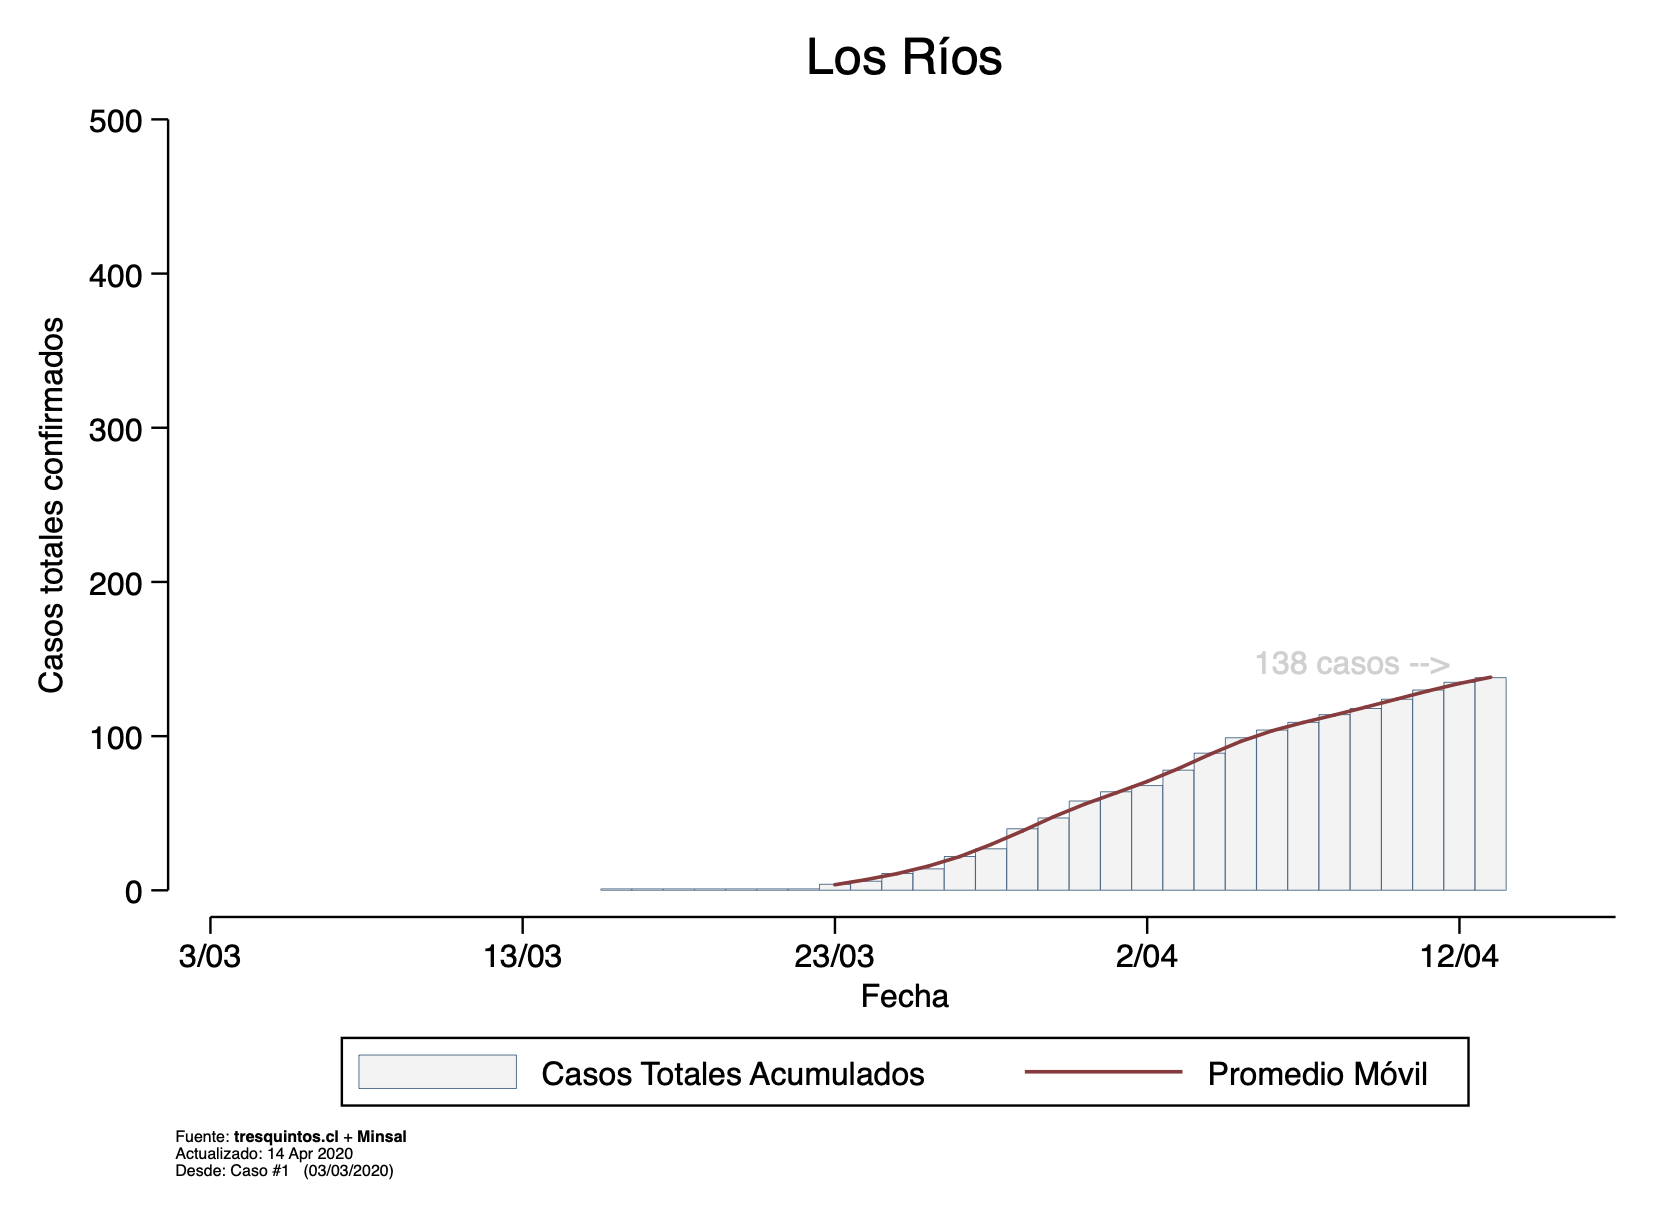 Los Ríos
500
400
300
200
100
0
Casos totales confirmados
138 casos -->
3/03 13/03 23/03 2/04 12/04
Fecha
Casos Totales Acumulados Promedio Móvil
Fuente: tresquintos.cl + Minsal
Actualizado: 14 Apr 2020
Desde: Caso #1 (03/03/2020)